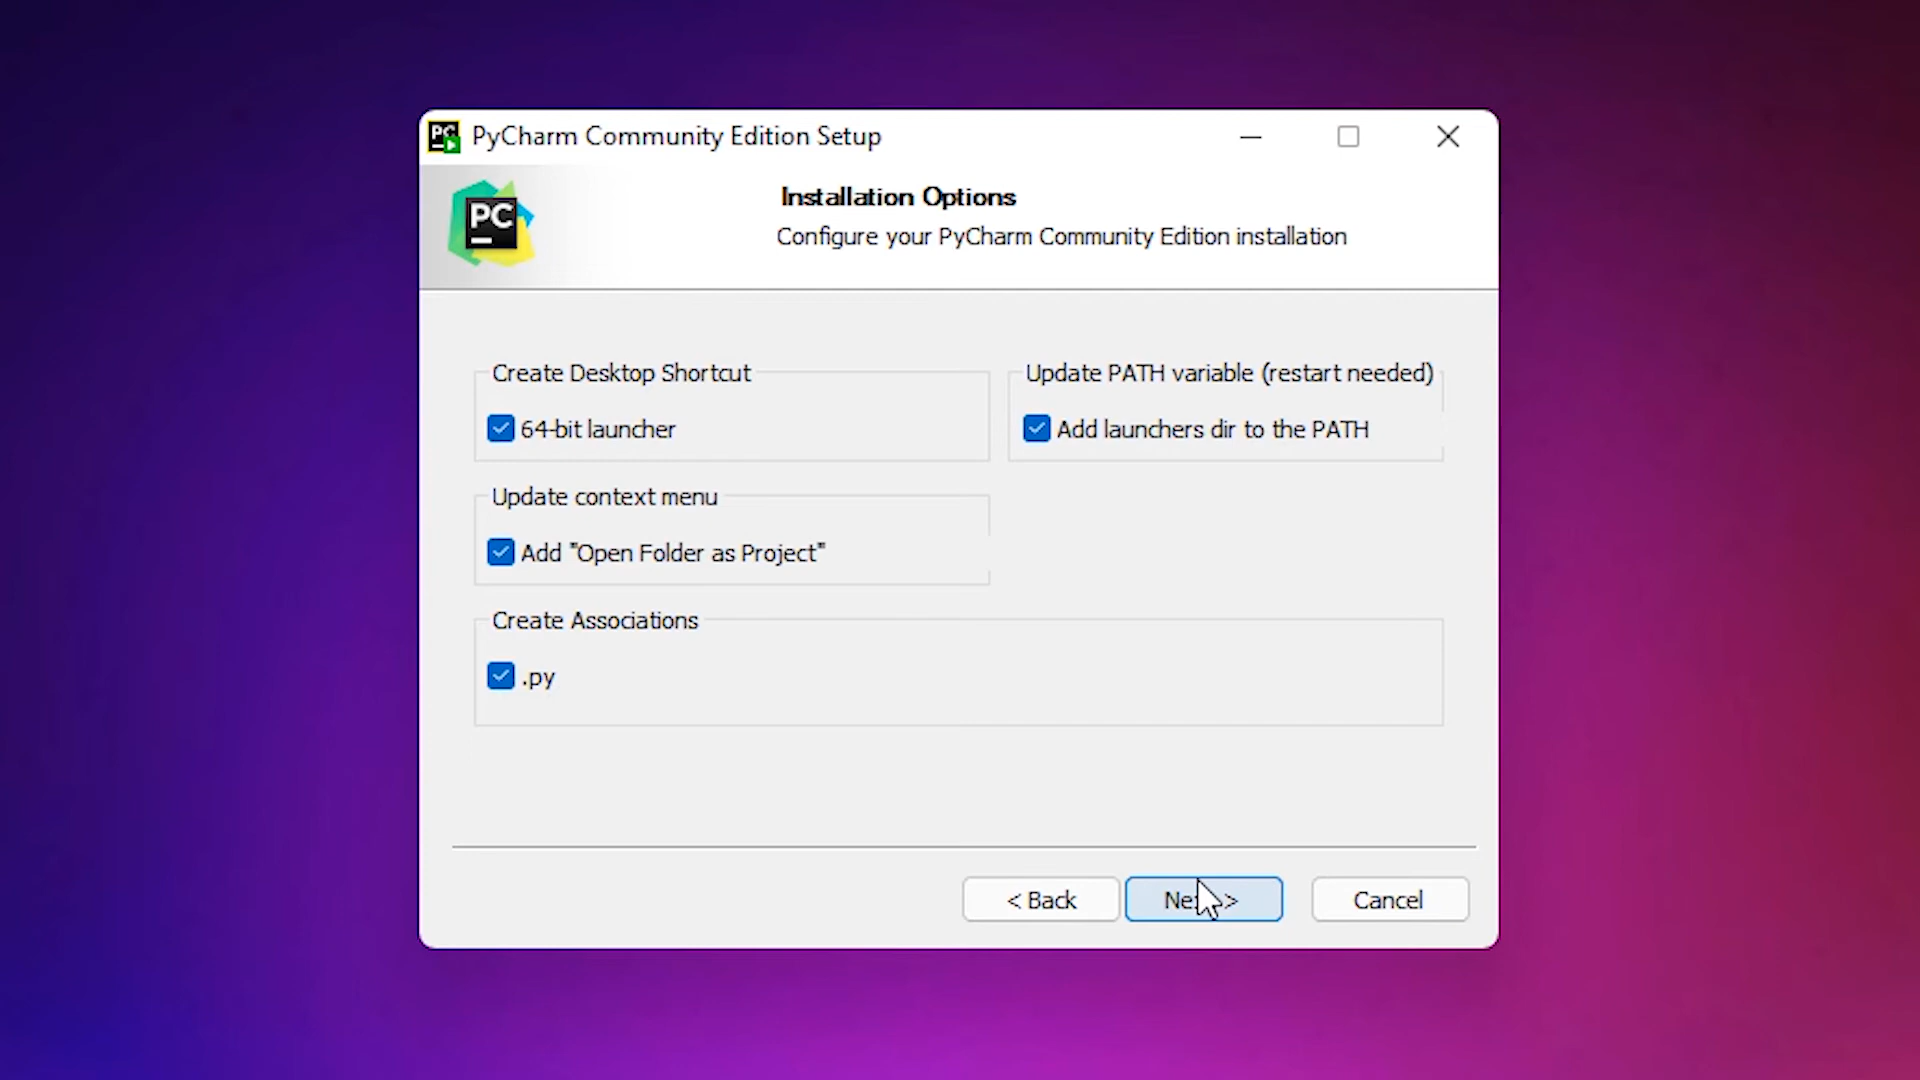 PyCharm Community Edition Setup
PC
Installation Options
Configure your PyCharm Community Edition installation
Create Desktop Shortcut
64-bit launcher
Update PATH variable (restart needed)
Add launchers dir to the PATH
Update context menu
Add "Open Folder as Project"
Create Associations
.py
< Back
Next >
Cancel